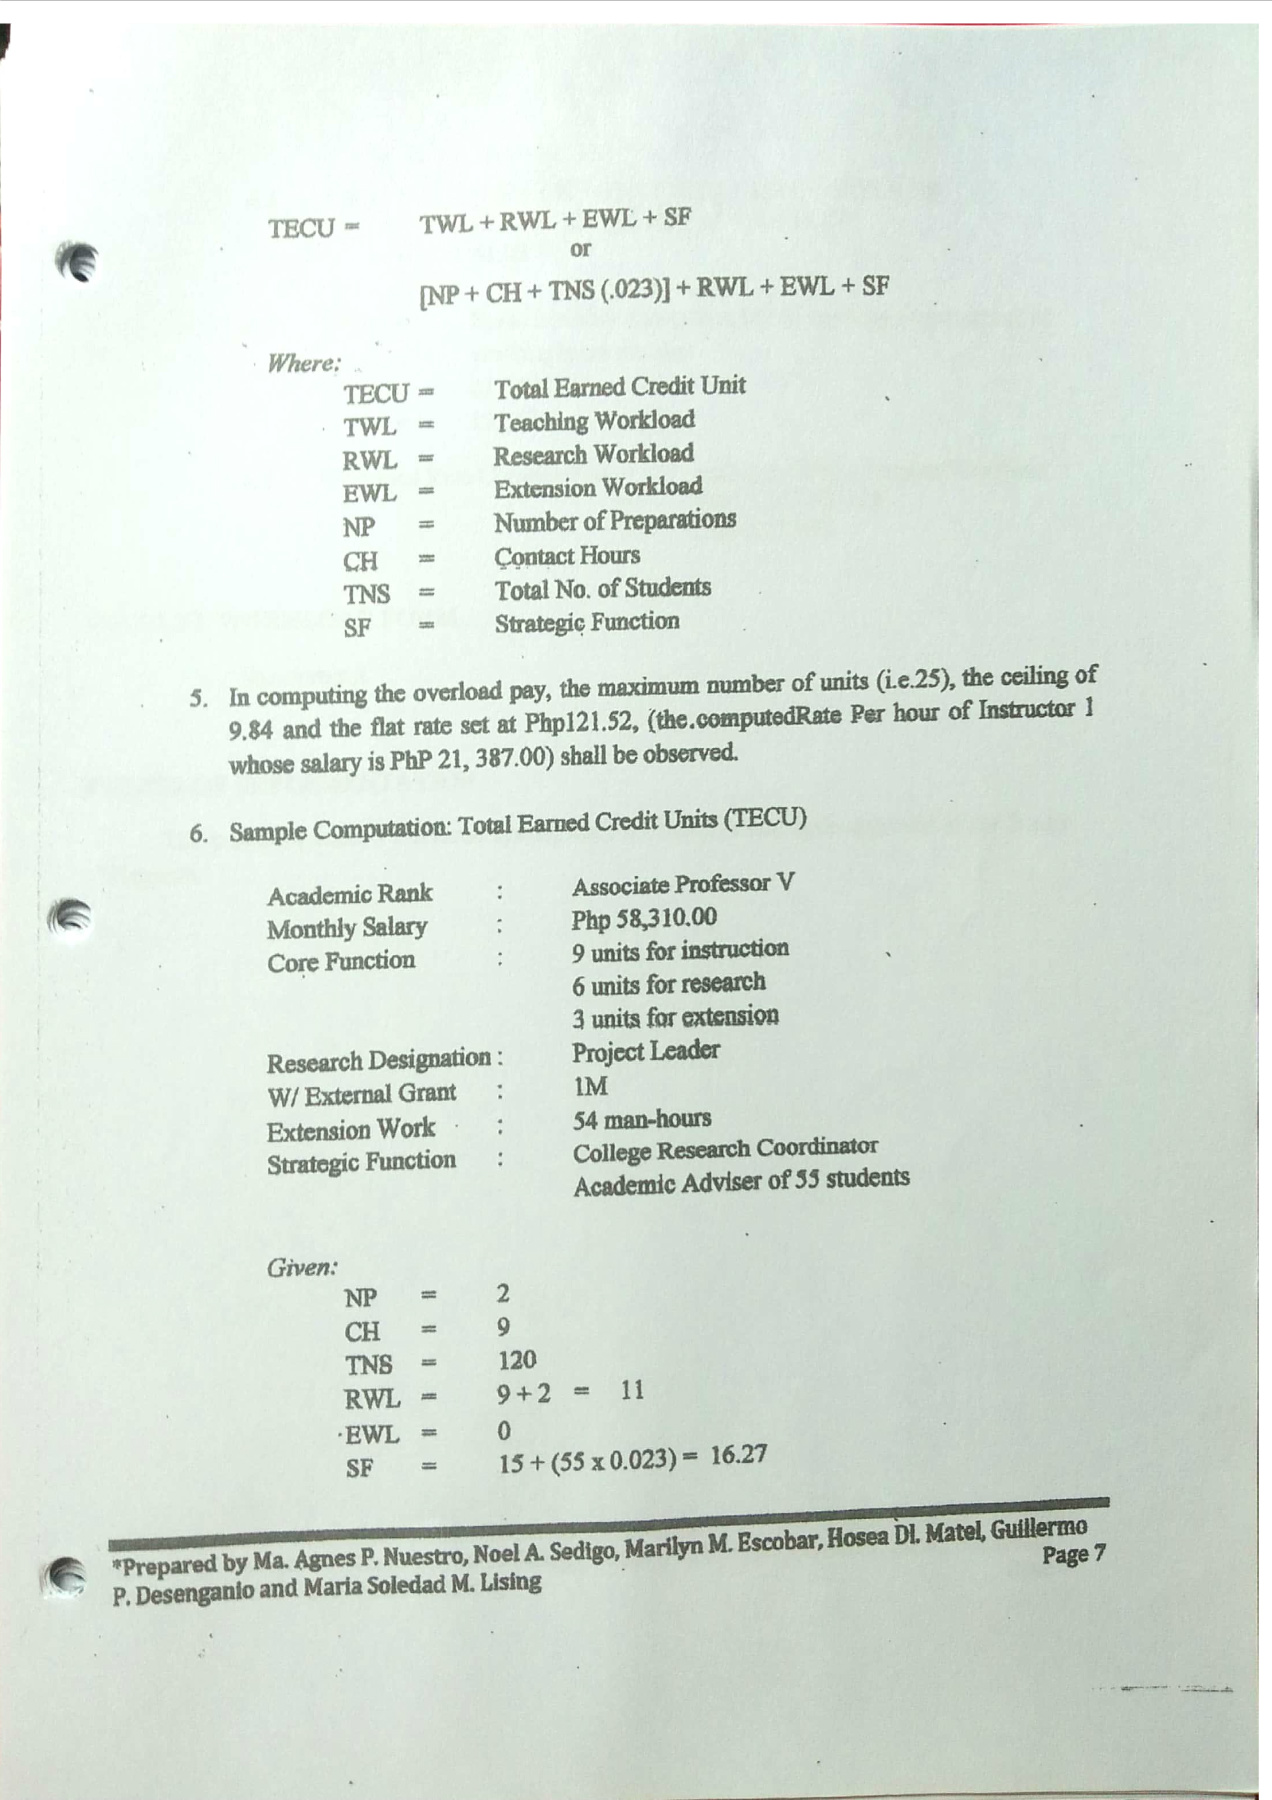 TECU = TWL + RWL + EWL + SF
or
[NP + CH + TNS (.023)] + RWL + EWL + SF
Where:
TECU = Total Earned Credit Unit
TWL = Teaching Workload
RWL = Research Workload
EWL = Extension Workload
NP = Number of Preparations
CH = Contact Hours
TNS = Total No. of Students
SF = Strategic Function
5. In computing the overload pay, the maximum number of units (i.e.25), the ceiling of
9.84 and the flat rate set at Php121.52, (the.computedRate Per hour of Instructor 1
whose salary is PhP 21, 387.00) shall be observed.
6. Sample Computation: Total Earned Credit Units (TECU)
Academic Rank : Associate Professor V
Monthly Salary : Php 58,310.00
Core Function : 9 units for instruction
6 units for research
3 units for extension
Research Designation : Project Leader
W/ External Grant : 1M
Extension Work : 54 man-hours
Strategic Function : College Research Coordinator
Academic Adviser of 55 students
Given:
NP = 2
CH = 9
TNS = 120
RWL = 9 + 2 = 11
EWL = 0
SF = 15 + (55 x 0.023) = 16.27
*Prepared by Ma. Agnes P. Nuestro, Noel A. Sedigo, Marilyn M. Escobar, Hosea Dl. Matel, Guillermo
P. Desenganio and Maria Soledad M. Lising
Page 7